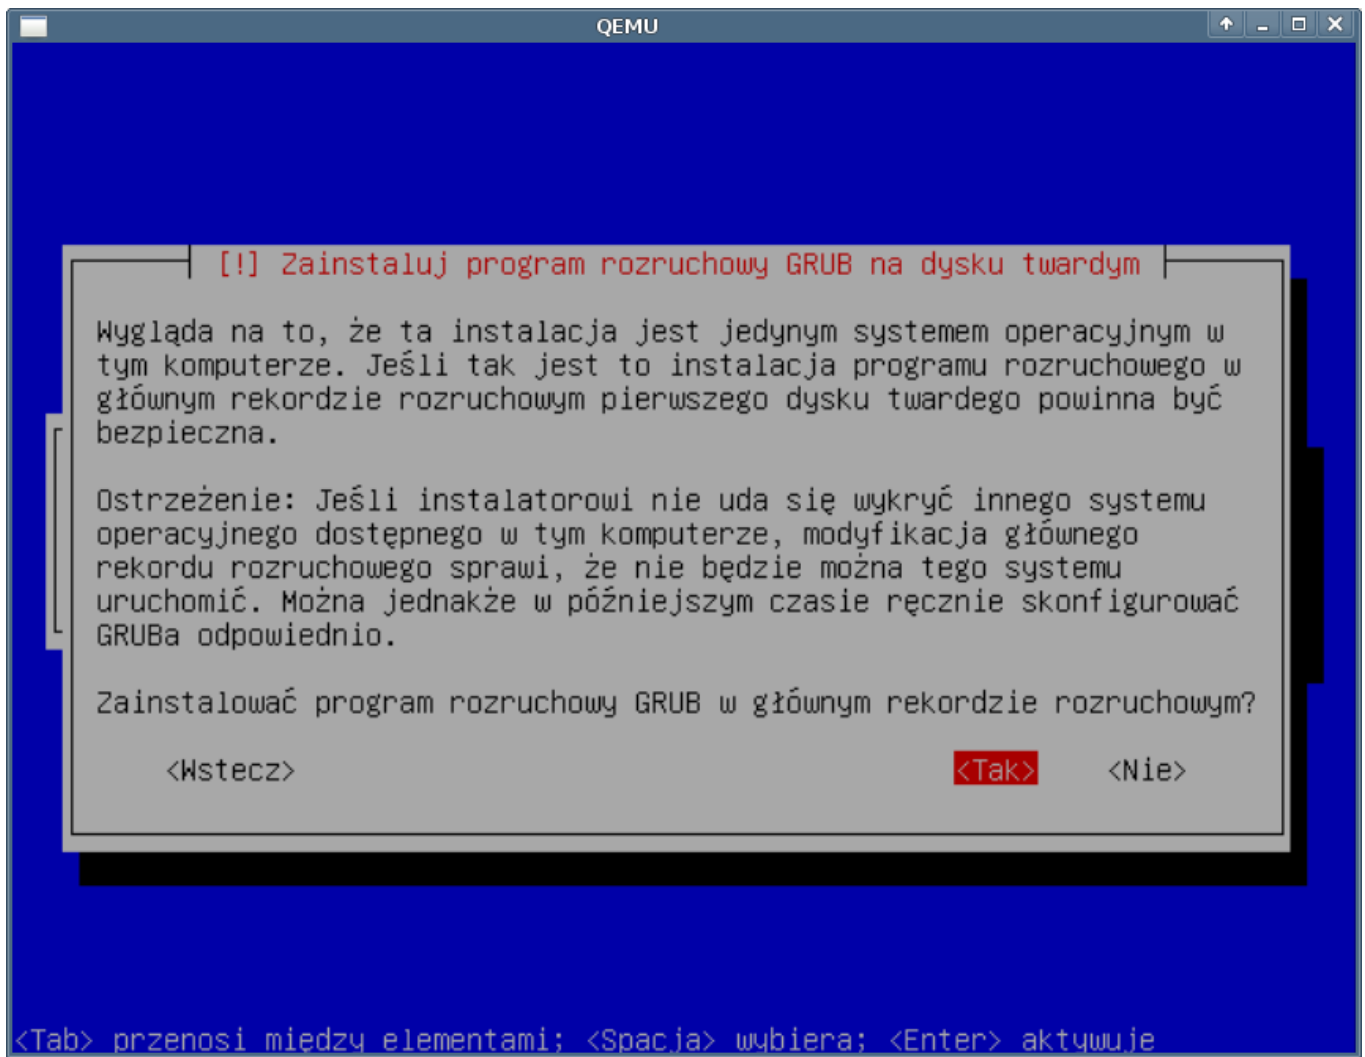 QEMU
[!] Zainstaluj program rozruchowy GRUB na dysku twardym
Wygląda na to, że ta instalacja jest jedynym systemem operacyjnym w
tym komputerze. Jeśli tak jest to instalacja programu rozruchowego w
głównym rekordzie rozruchowym pierwszego dysku twardego powinna być
bezpieczna.
Ostrzeżenie: Jeśli instalatorowi nie uda się wykryć innego systemu
operacyjnego dostępnego w tym komputerze, modyfikacja głównego
rekordu rozruchowego sprawi, że nie będzie można tego systemu
uruchomić. Można jednakże w późniejszym czasie ręcznie skonfigurować
GRUBa odpowiednio.
Zainstalować program rozruchowy GRUB w głównym rekordzie rozruchowym?
<Wstecz> <Tak> <Nie>
<Tab> przenosi między elementami; <Spacja> wybiera; <Enter> aktywuje